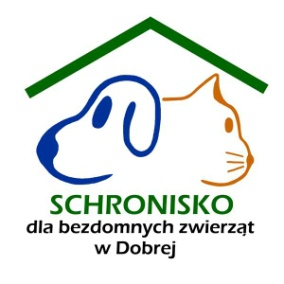 SCHRONISKO
dla bezdomnych zwierząt
w Dobrej